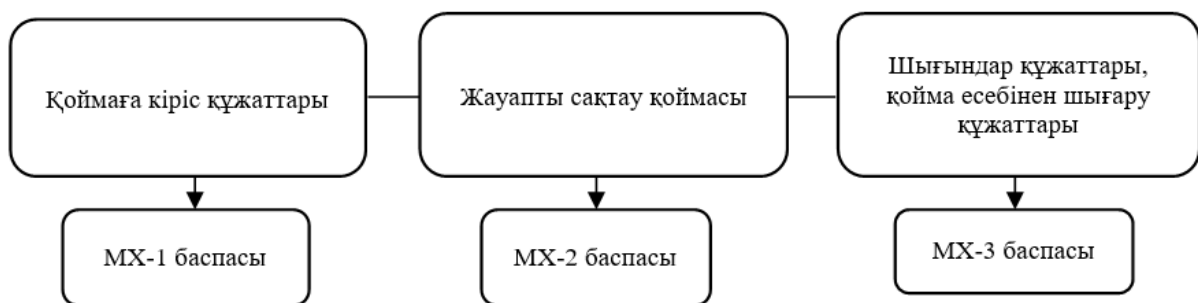 Қоймаға кіріс құжаттары
Жауапты сақтау қоймасы
Шығындар құжаттары,
қойма есебінен шығару
құжаттары
МХ-1 баспасы
МХ-2 баспасы
МХ-3 баспасы